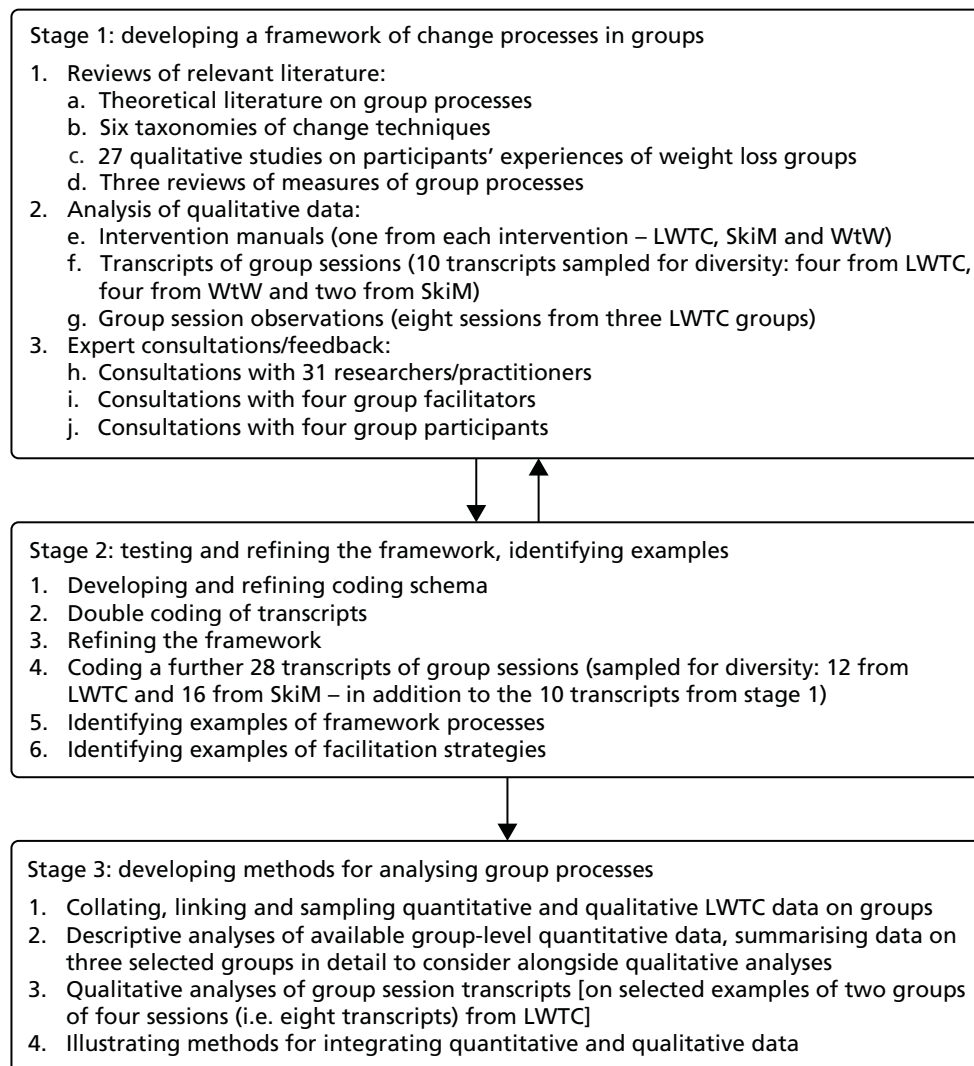 Stage 1: developing a framework of change processes in groups
1. Reviews of relevant literature:
a. Theoretical literature on group processes
b. Six taxonomies of change techniques
c. 27 qualitative studies on participants’ experiences of weight loss groups
d. Three reviews of measures of group processes
2. Analysis of qualitative data:
e. Intervention manuals (one from each intervention – LWTC, SkiM and WtW)
f. Transcripts of group sessions (10 transcripts sampled for diversity: four from LWTC,
four from WtW and two from SkiM)
g. Group session observations (eight sessions from three LWTC groups)
3. Expert consultations/feedback:
h. Consultations with 31 researchers/practitioners
i. Consultations with four group facilitators
j. Consultations with four group participants
Stage 2: testing and refining the framework, identifying examples
1. Developing and refining coding schema
2. Double coding of transcripts
3. Refining the framework
4. Coding a further 28 transcripts of group sessions (sampled for diversity: 12 from
LWTC and 16 from SkiM – in addition to the 10 transcripts from stage 1)
5. Identifying examples of framework processes
6. Identifying examples of facilitation strategies
Stage 3: developing methods for analysing group processes
1. Collating, linking and sampling quantitative and qualitative LWTC data on groups
2. Descriptive analyses of available group-level quantitative data, summarising data on
three selected groups in detail to consider alongside qualitative analyses
3. Qualitative analyses of group session transcripts [on selected examples of two groups
of four sessions (i.e. eight transcripts) from LWTC]
4. Illustrating methods for integrating quantitative and qualitative data